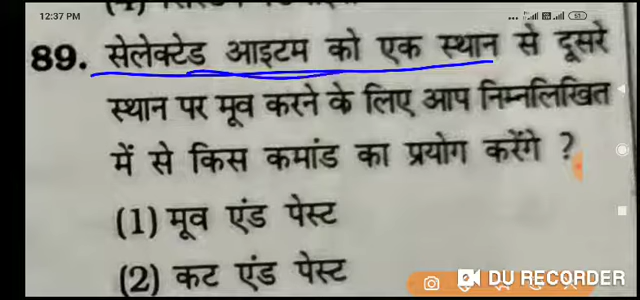 12:37 PM
89. सेलेक्टेड आइटम को एक स्थान से दूसरे
स्थान पर मूव करने के लिए आप निम्नलिखित
में से किस कमांड का प्रयोग करेंगे ?
(1) मूव एंड पेस्ट
(2) कट एंड पेस्ट
DU RECORDER